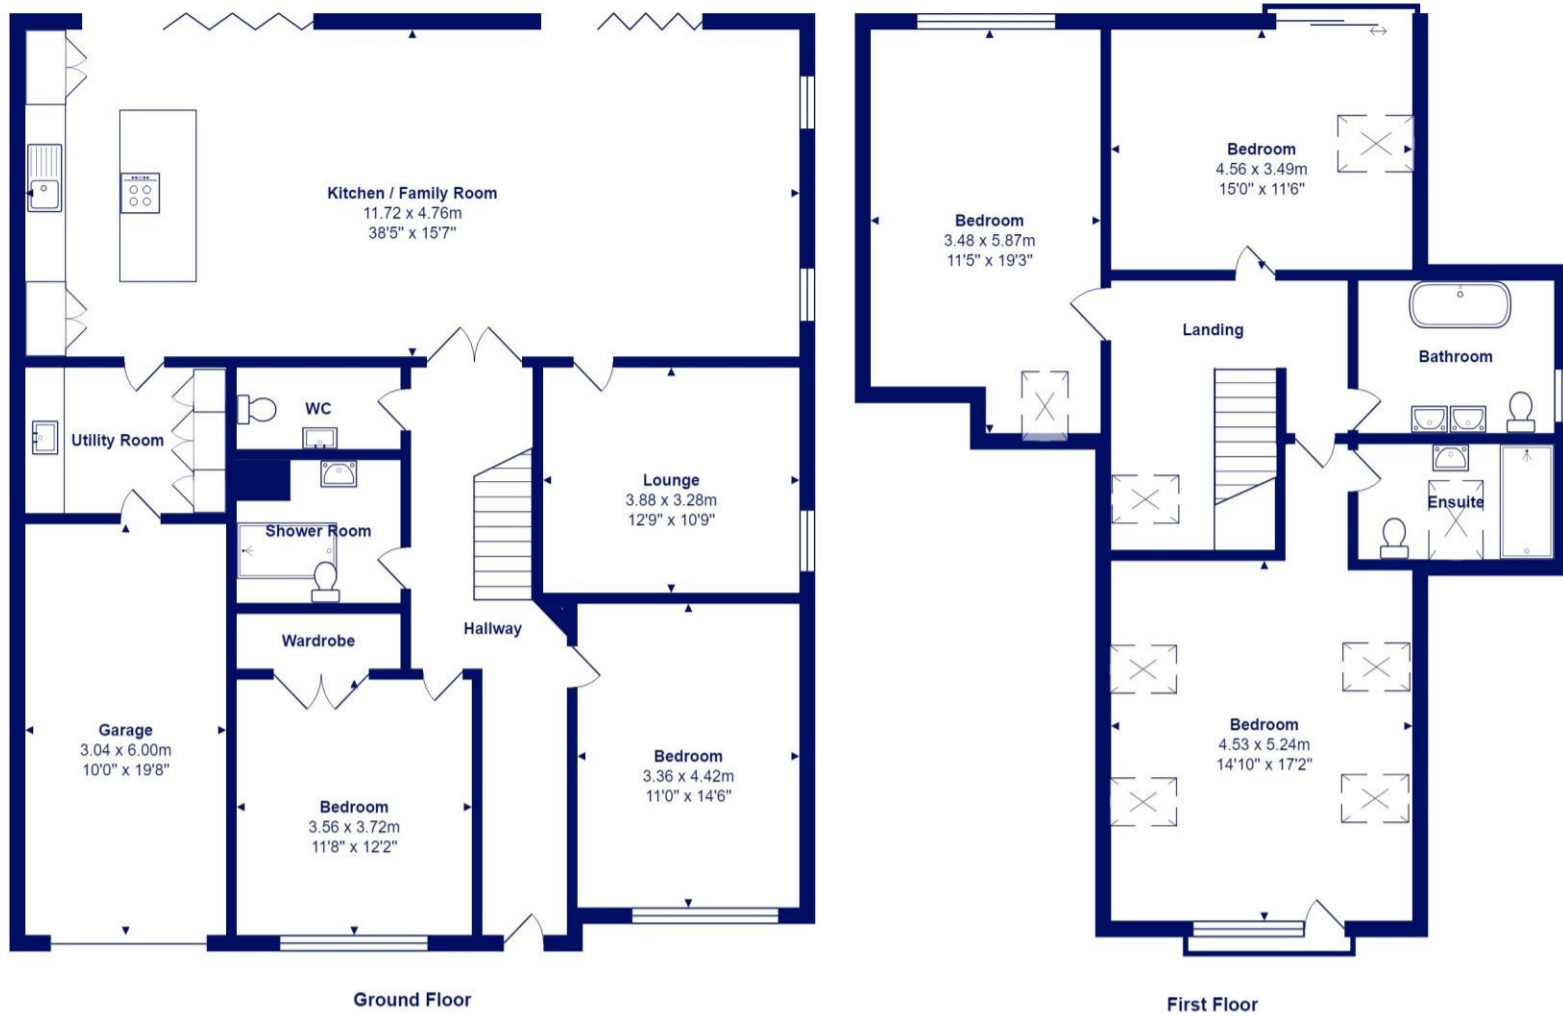 Kitchen / Family Room
11.72 x 4.76m
38'5" x 15'7"
WC
Utility Room
Lounge
3.88 x 3.28m
12'9" x 10'9"
Shower Room
Hallway
Wardrobe
Garage
3.04 x 6.00m
10'0" x 19'8"
Bedroom
3.36 x 4.42m
11'0" x 14'6"
Bedroom
3.56 x 3.72m
11'8" x 12'2"
Ground Floor
Bedroom
4.56 x 3.49m
15'0" x 11'6"
Bedroom
3.48 x 5.87m
11'5" x 19'3"
Landing
Bathroom
Ensuite
Bedroom
4.53 x 5.24m
14'10" x 17'2"
First Floor